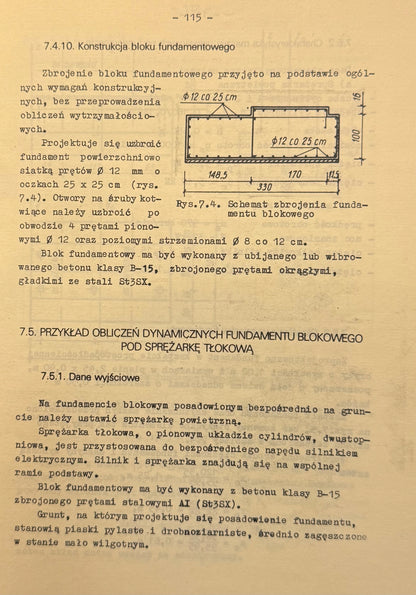 - 115 -
7.4.10. Konstrukcja bloku fundamentowego
Zbrojenie bloku fundamentowego przyjęto na podstawie ogól-
nych wymagań konstrukcyj-
nych, bez przeprowadzenia
obliczeń wytrzymałościo-
wych.
Projektuje się uzbroić
fundament powierzchniowo
siatką prętów Ø 12 mm o
oczkach 25 x 25 cm (rys.
7.4). Otwory na śruby kot-
wiące należy uzbroić po
obwodzie 4 prętami piono-
wymi Ø 12 oraz poziomymi strzemionami Ø 8 co 12 cm.
Φ12 co 25 cm
Φ12 co 25 cm
16
100
148,5
170
11,5
330
Rys.7.4. Schemat zbrojenia funda-
mentu blokowego
Blok fundamentowy ma być wykonany z ubijanego lub wibro-
wanego betonu klasy B-15, zbrojonego prętami okrągłymi,
gładkimi ze stali St3SX.
7.5. PRZYKŁAD OBLICZEŃ DYNAMICZNYCH FUNDAMENTU BLOKOWEGO
POD SPRĘŻARKĘ TŁOKOWĄ
7.5.1. Dane wyjściowe
Na fundamencie blokowym posadowionym bezpośrednio na grun-
cie należy ustawić sprężarkę powietrzną.
Sprężarka tłokowa, o pionowym układzie cylindrów, dwustop-
niowa, jest przystosowana do bezpośredniego napędu silnikiem
elektrycznym. Silnik i sprężarka znajdują się na wspólnej
ramie podstawy.
Blok fundamentowy ma być wykonany z betonu klasy B-15
zbrojonego prętami stalowymi AI (St3SX).
Grunt, na którym projektuje się posadowienie fundamentu,
stanowią piaski pylaste i drobnoziarniste, średnio zagęszczone
w stanie mało wilgotnym.